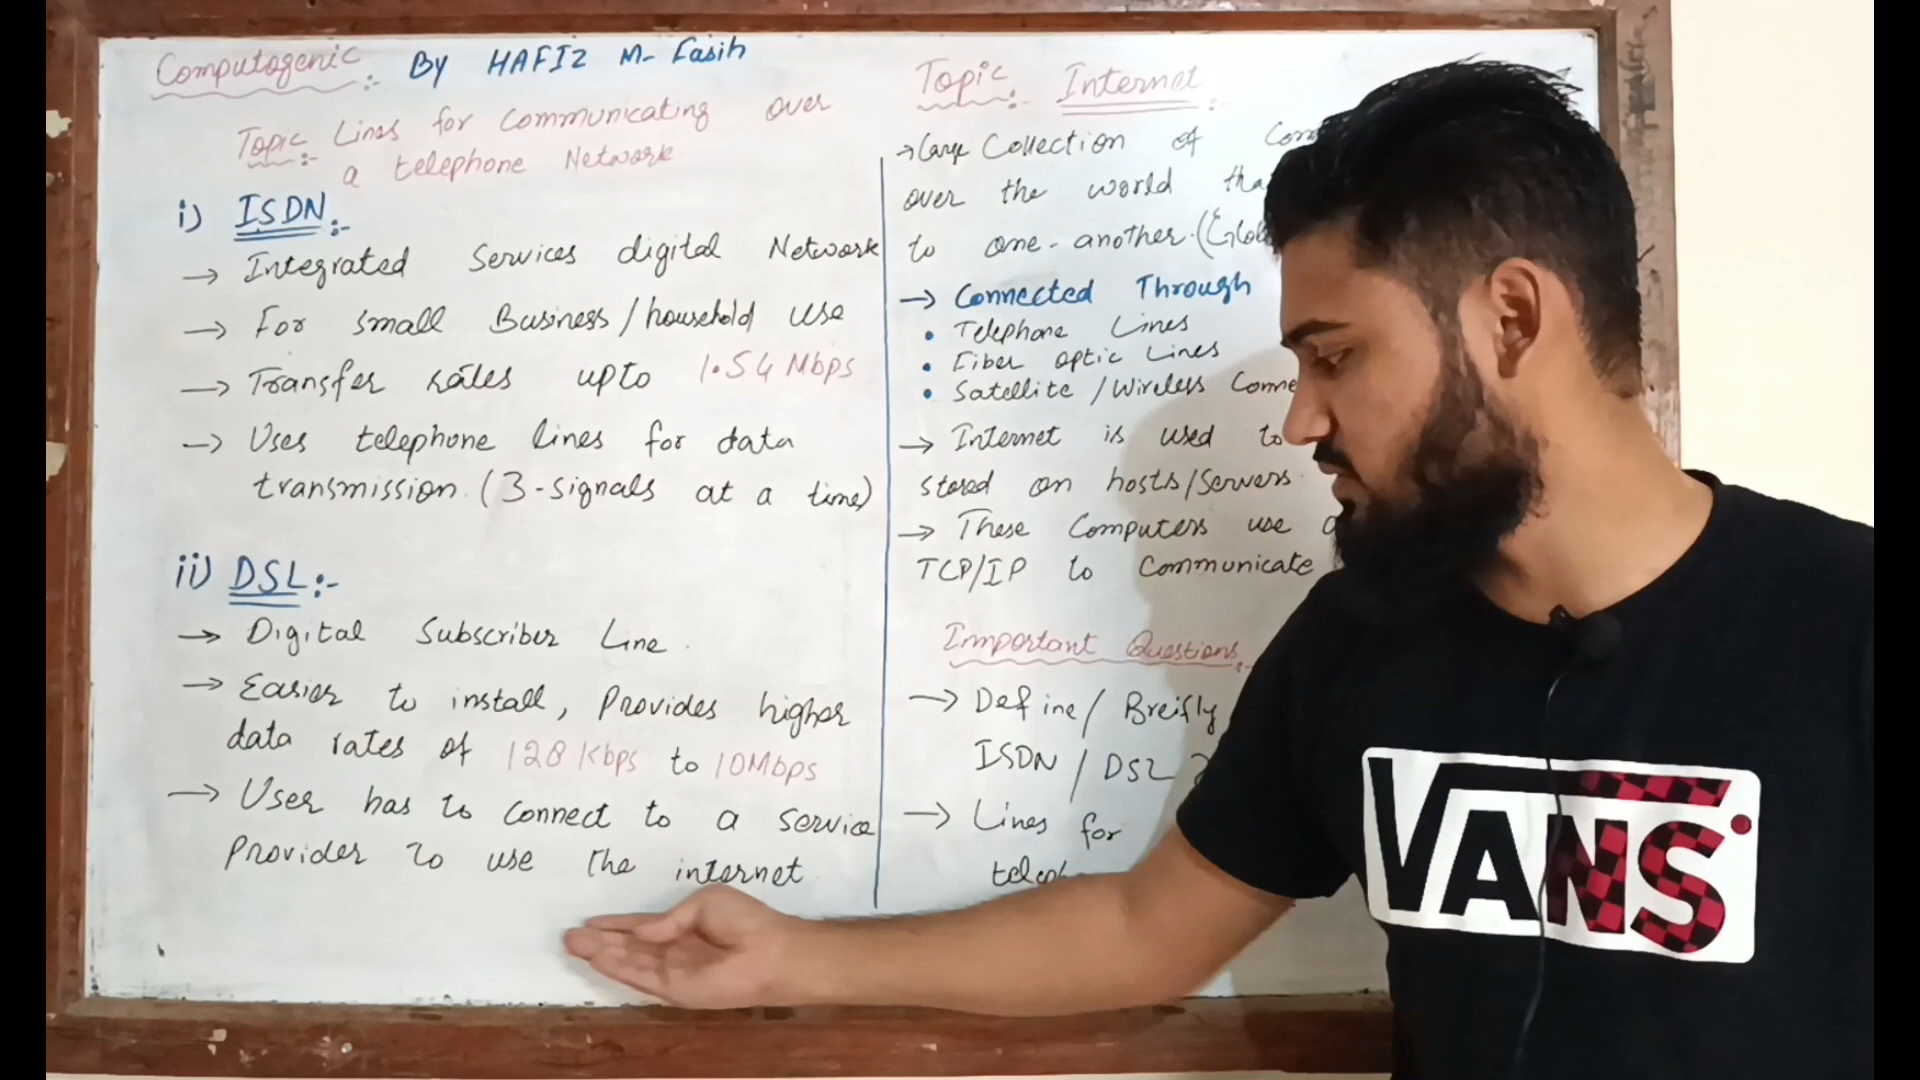 Computogenic :- By HAFIZ M- Fasih
Topic :- Lines for communicating over
a telephone Network
i) ISDN :-
→ Integrated Services digital Network
→ For small Business/household use
→ Transfer rates upto 1.54 Mbps
→ Uses telephone lines for data
transmission. (3-signals at a time)
ii) DSL :-
→ Digital Subscriber Line.
→ Easier to install, Provides higher
data rates of 128 Kbps to 10Mbps
→ User has to connect to a service
Provider to use the internet.
Topic :- Internet :-
→ Large Collection of
over the world
to one-another.
→ Connected Through
• Telephone Lines
• Fiber optic Lines
• Satellite / Wireless
→ Internet is used to
stored on hosts/servers.
→ These Computers use
TCP/IP to Communicate
Important Questions :-
→ Define/ Breifly
ISDN / DSL ?
→ Lines for
VANS